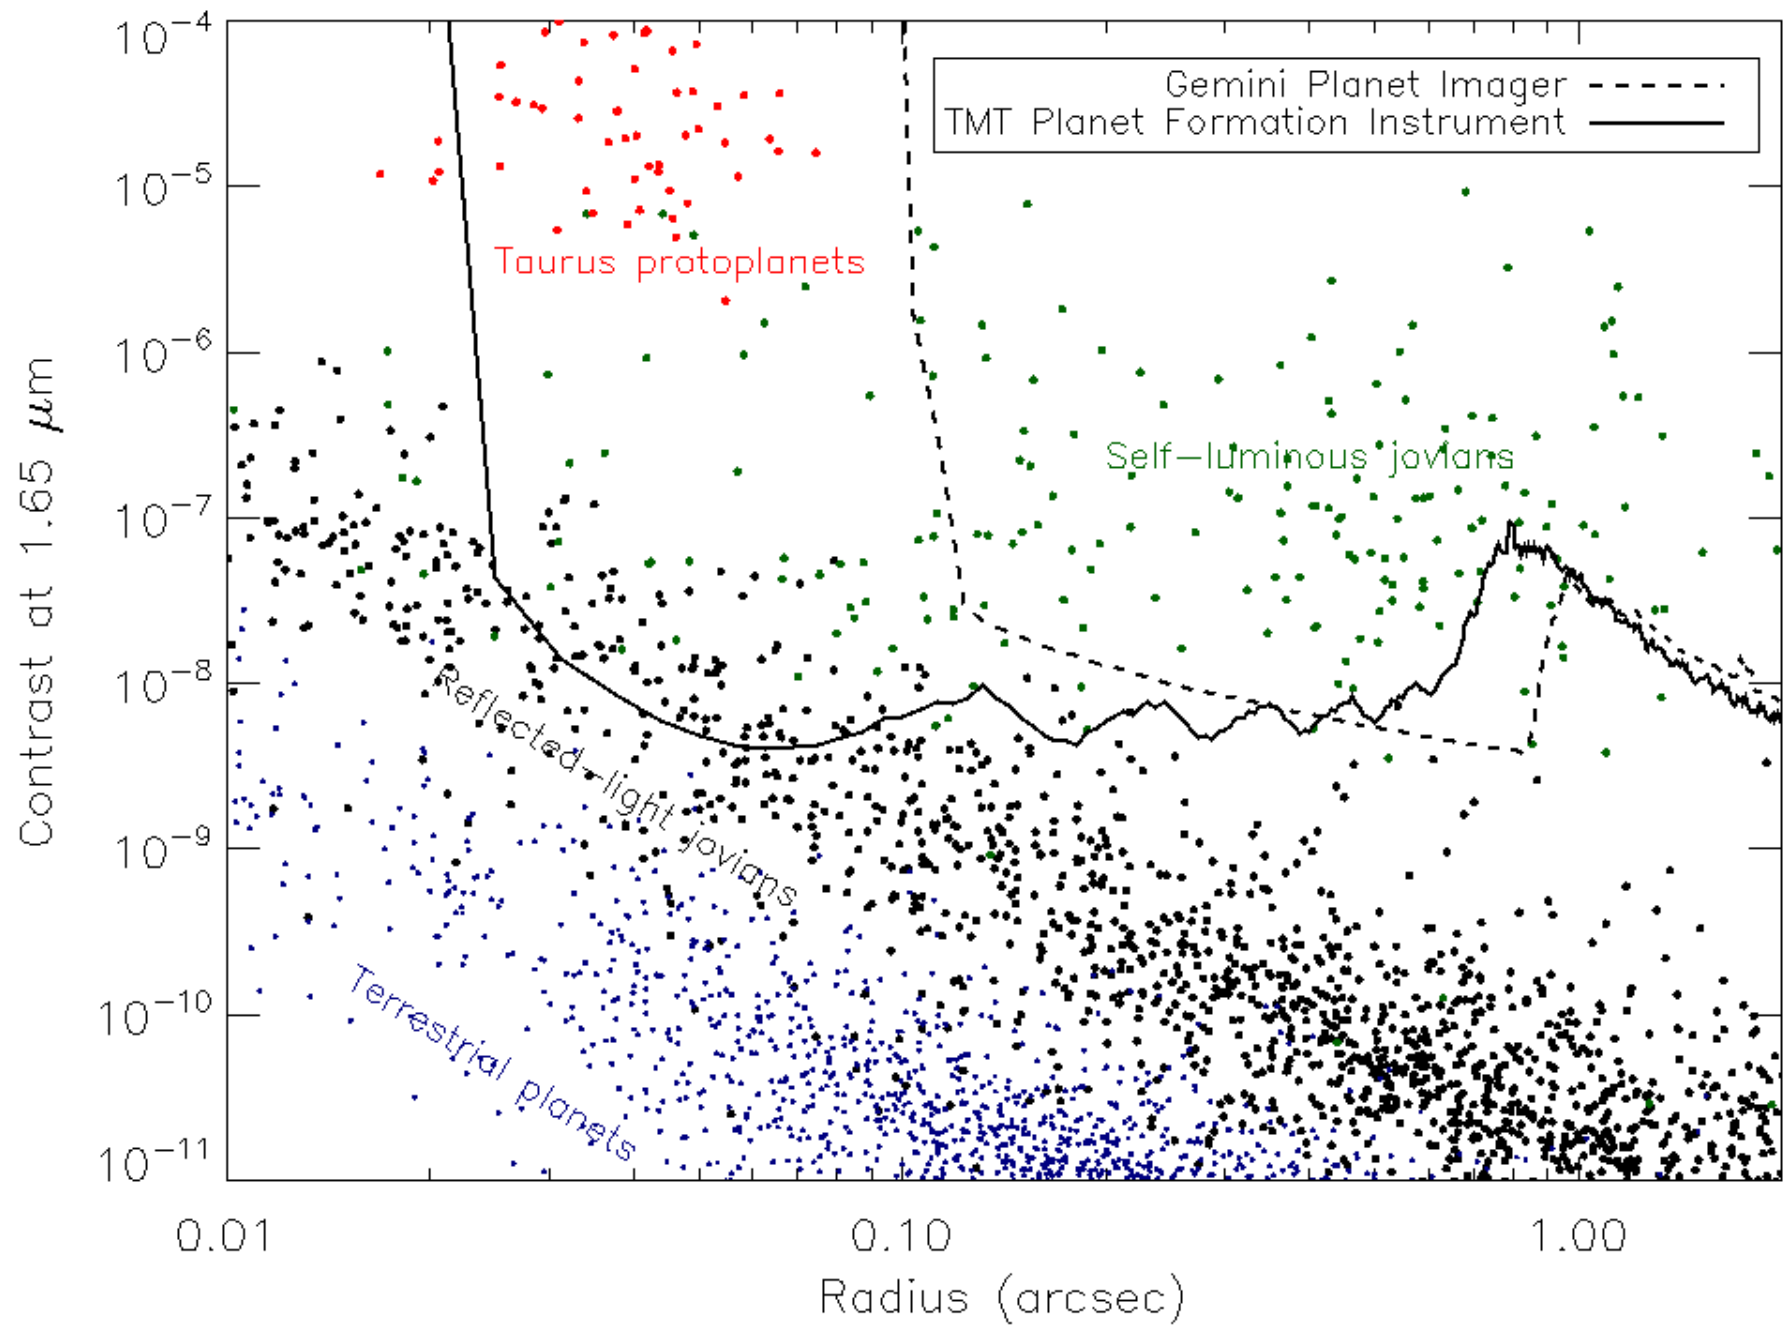 10-4
Gemini Planet Imager
TMT Planet Formation Instrument
10-5
Taurus protoplanets
10-6
Self-luminous jovians
10-7
10-8
Reflected-light jovians
10-9
10-10
Terrestrial planets
10-11
Contrast at 1.65 μm
0.01 0.10 1.00
Radius (arcsec)